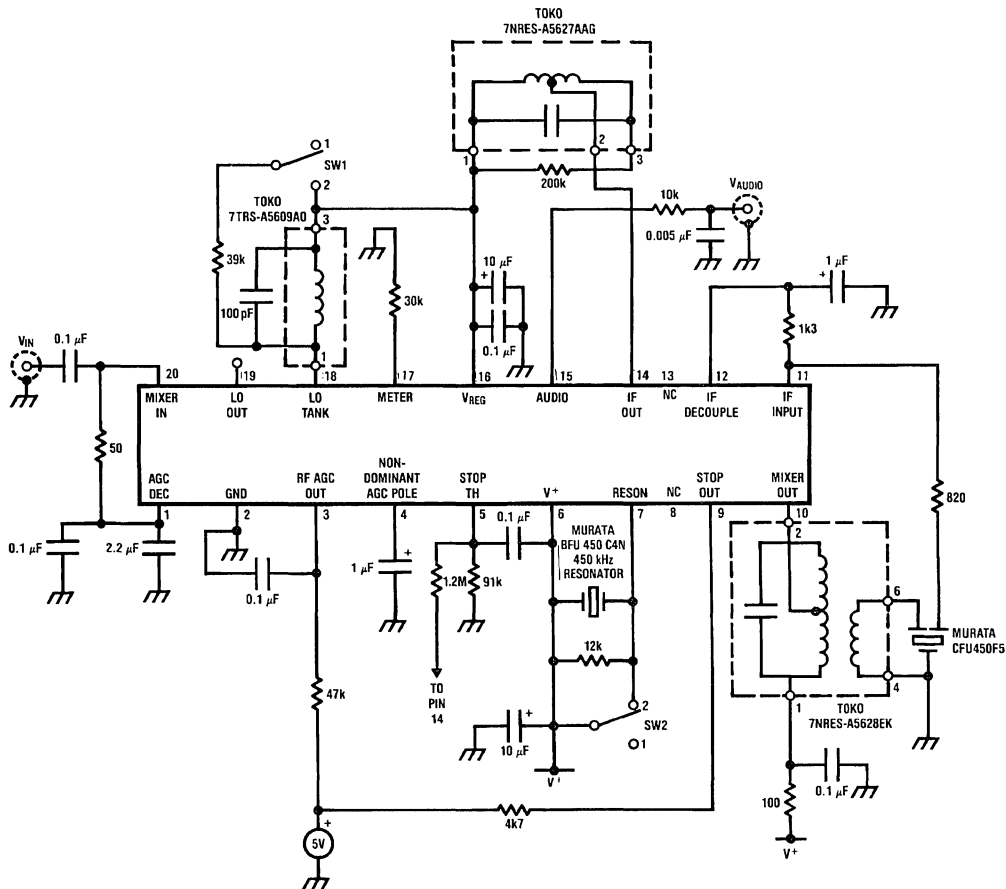 TOKO
7NRES-A5627AAG
1
2
3
200k
1
SW1
2
TOKO
7TRS-A5609AO
3
39k
100 pF
1
30k
10 µF
+
0.1 µF
10k
VAUDIO
0.005 µF
1 µF
+
1k3
VIN
0.1 µF
50
20
19
18
17
16
15
14
13
12
11
MIXER IN
LO OUT
LO TANK
METER
VREG
AUDIO
IF OUT
NC
IF DECOUPLE
IF INPUT
AGC DEC
GND
RF AGC OUT
NON-DOMINANT AGC POLE
STOP TH
V+
RESON
NC
STOP OUT
MIXER OUT
1
2
3
4
5
6
7
8
9
10
0.1 µF
2.2 µF
0.1 µF
1 µF
+
1.2M
91k
0.1 µF
TO
PIN
14
MURATA
BFU 450 C4N
450 kHz
RESONATOR
12k
2
SW2
1
10 µF
+
V+
47k
4k7
+
5V
820
2
6
4
1
MURATA
CFU450F5
TOKO
7NRES-A5628EK
0.1 µF
100
V+